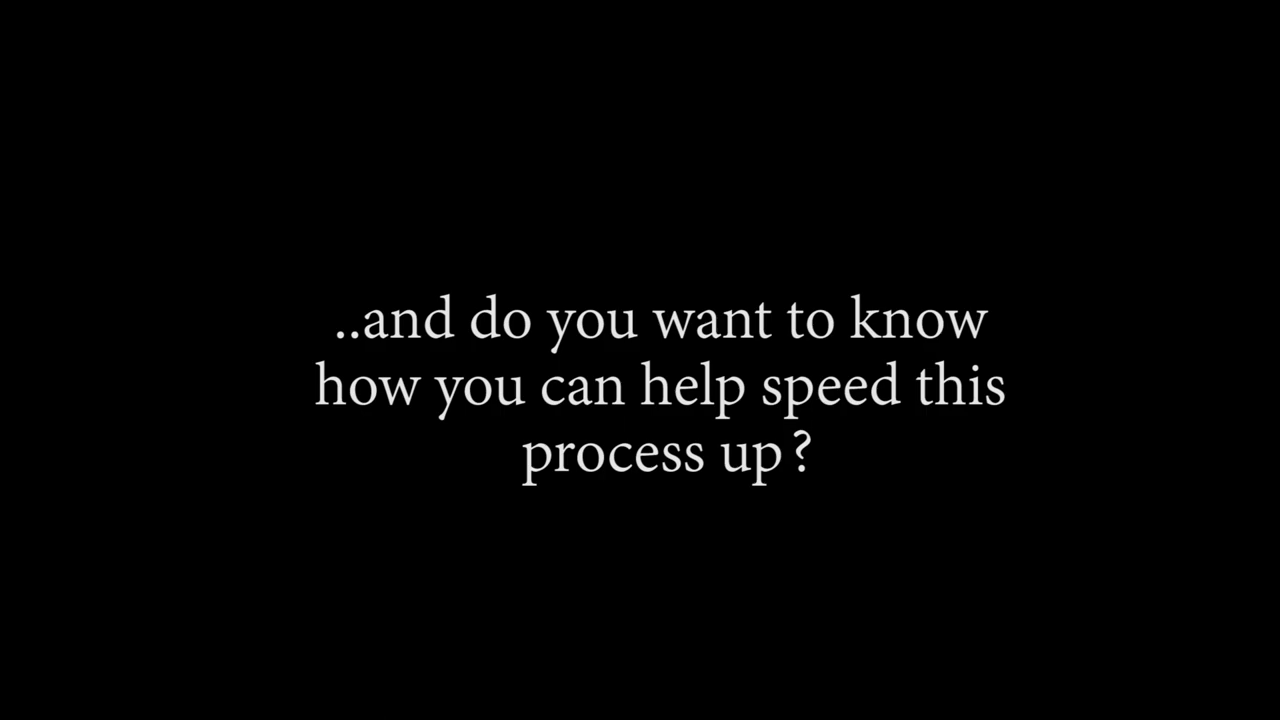 ..and do you want to know
how you can help speed this
process up?